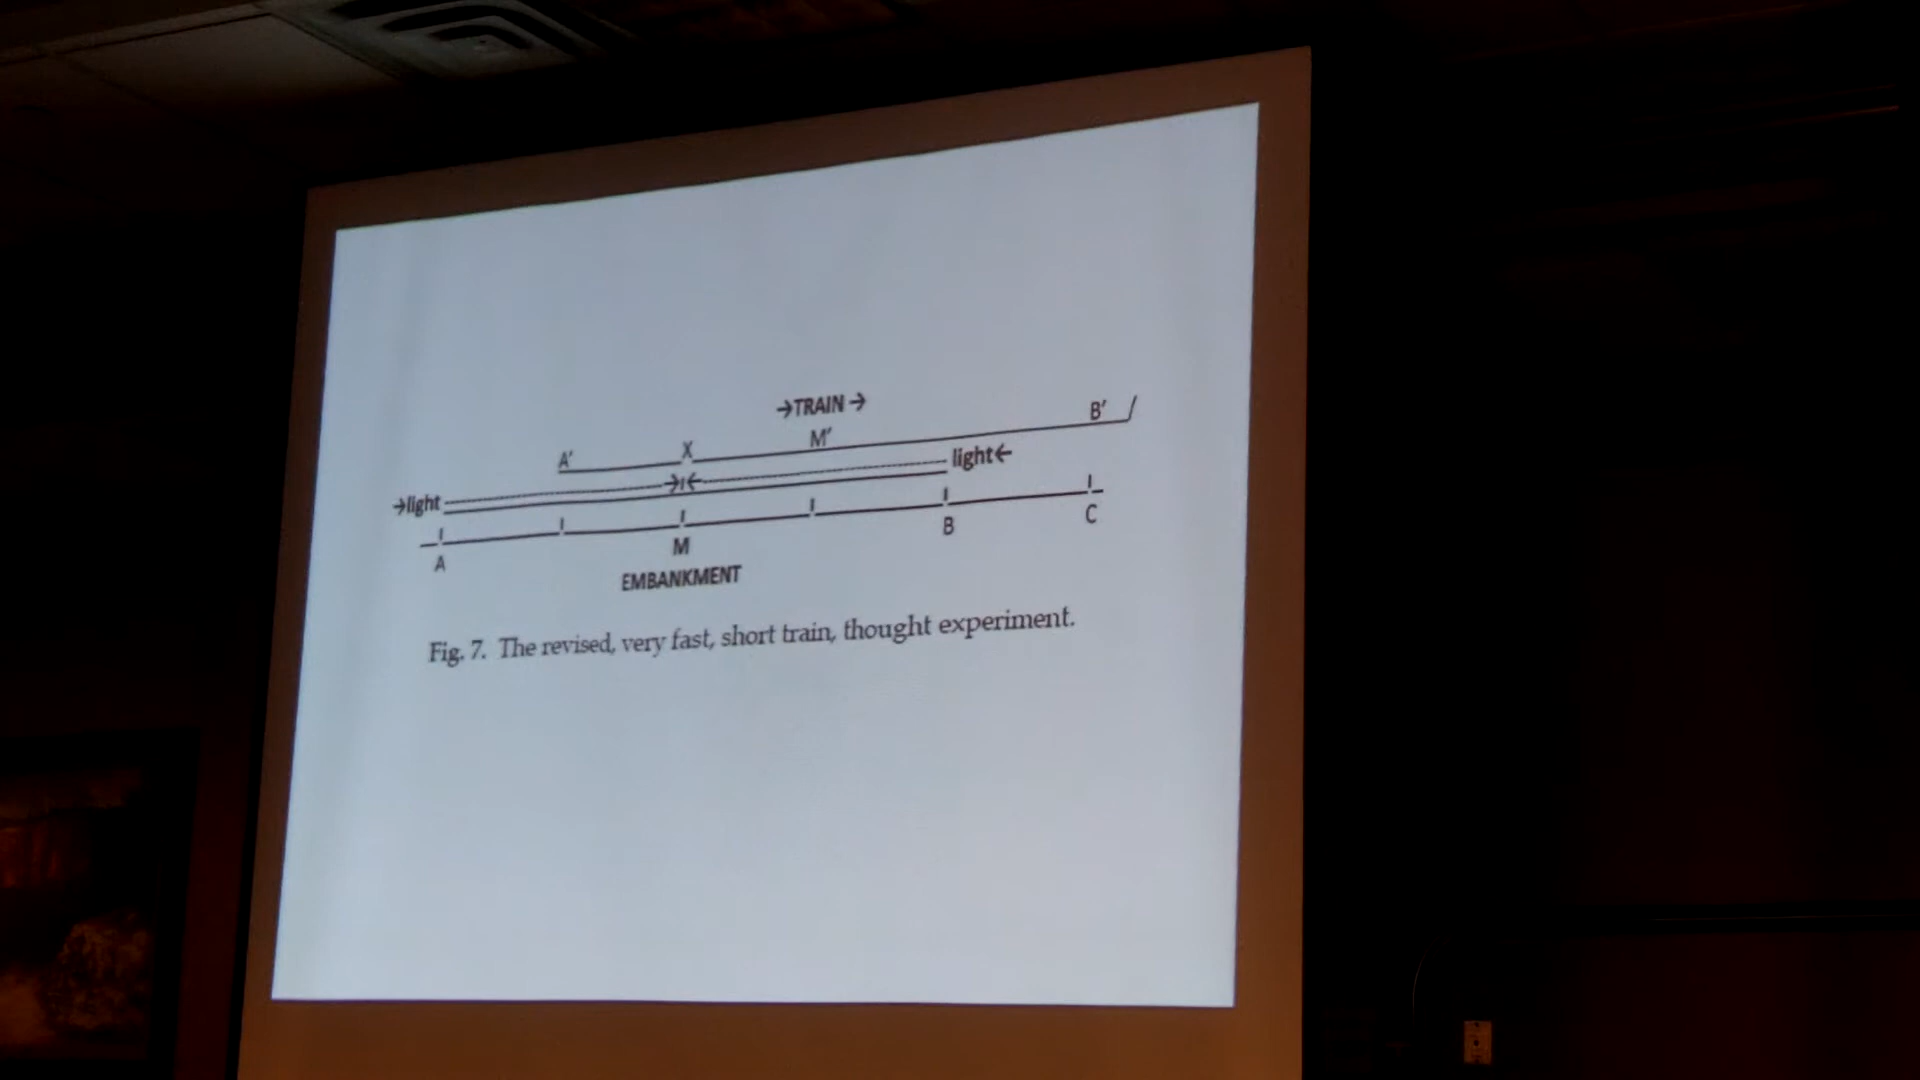 →TRAIN→
A' X M' B'
→light →ı← light←
A M B C
EMBANKMENT
Fig. 7. The revised, very fast, short train, thought experiment.